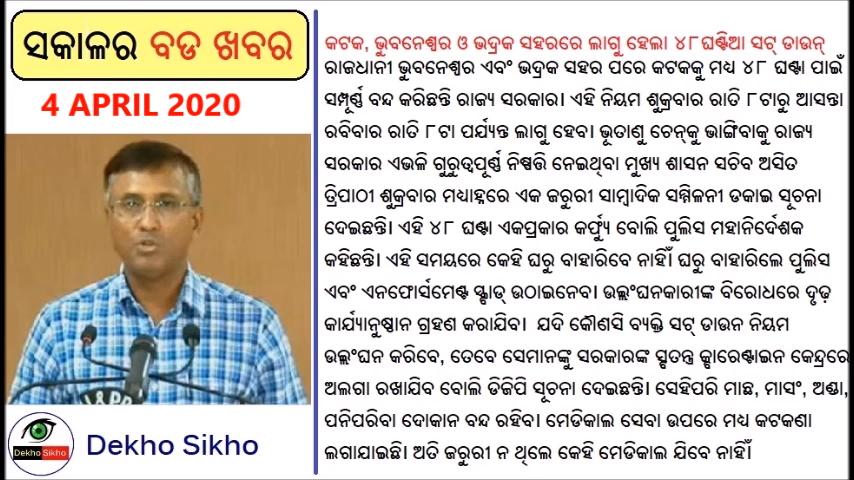 ସକାଳର ବଡ ଖବର
4 APRIL 2020
Dekho Sikho
Dekho Sikho
କଟକ, ଭୁବନେଶ୍ୱର ଓ ଭଦ୍ରକ ସହରରେ ଲାଗୁ ହେଲା ୪୮ଘଣ୍ଟିଆ ସଟ୍ ଡାଉନ୍
ରାଜଧାନୀ ଭୁବନେଶ୍ୱର ଏବଂ ଭଦ୍ରକ ସହର ପରେ କଟକକୁ ମଧ୍ୟ ୪୮ ଘଣ୍ଟା ପାଇଁ
ସମ୍ପୂର୍ଣ୍ଣ ବନ୍ଦ କରିଛନ୍ତି ରାଜ୍ୟ ସରକାର। ଏହି ନିୟମ ଶୁକ୍ରବାର ରାତି ୮ଟାରୁ ଆସନ୍ତା
ରବିବାର ରାତି ୮ଟା ପର୍ଯ୍ୟନ୍ତ ଲାଗୁ ହେବ। ଭୂତାଣୁ ଚେନ୍‌କୁ ଭାଙ୍ଗିବାକୁ ରାଜ୍ୟ
ସରକାର ଏଭଳି ଗୁରୁତ୍ୱପୂର୍ଣ୍ଣ ନିଷ୍ପତ୍ତି ନେଇଥିବା ମୁଖ୍ୟ ଶାସନ ସଚିବ ଅସିତ
ତ୍ରିପାଠୀ ଶୁକ୍ରବାର ମଧ୍ୟାହ୍ନରେ ଏକ ଜରୁରୀ ସାମ୍ବାଦିକ ସମ୍ମିଳନୀ ଡକାଇ ସୂଚନା
ଦେଇଛନ୍ତି। ଏହି ୪୮ ଘଣ୍ଟା ଏକପ୍ରକାର କର୍ଫ୍ୟୁ ବୋଲି ପୁଲିସ ମହାନିର୍ଦେଶକ
କହିଛନ୍ତି। ଏହି ସମୟରେ କେହି ଘରୁ ବାହାରିବେ ନାହିଁ। ଘରୁ ବାହାରିଲେ ପୁଲିସ
ଏବଂ ଏନଫୋର୍ସମେଣ୍ଟ ସ୍କ୍ୱାଡ୍ ଉଠାଇନେବ। ଉଲ୍ଲଂଘନକାରୀଙ୍କ ବିରୋଧରେ ଦୃଢ଼
କାର୍ଯ୍ୟାନୁଷ୍ଠାନ ଗ୍ରହଣ କରାଯିବ। ଯଦି କୌଣସି ବ୍ୟକ୍ତି ସଟ୍ ଡାଉନ ନିୟମ
ଉଲ୍ଲଂଘନ କରିବେ, ତେବେ ସେମାନଙ୍କୁ ସରକାରଙ୍କ ସ୍ୱତନ୍ତ୍ର କ୍ୱାରେଣ୍ଟାଇନ କେନ୍ଦ୍ରରେ
ଅଲଗା ରଖାଯିବ ବୋଲି ଡିଜିପି ସୂଚନା ଦେଇଛନ୍ତି। ସେହିପରି ମାଛ, ମାସଂ, ଅଣ୍ଡା,
ପନିପରିବା ଦୋକାନ ବନ୍ଦ ରହିବ। ମେଡିକାଲ ସେବା ଉପରେ ମଧ୍ୟ କଟକଣା
ଲଗାଯାଇଛି। ଅତି ଜରୁରୀ ନ ଥିଲେ କେହି ମେଡିକାଲ ଯିବେ ନାହିଁ।